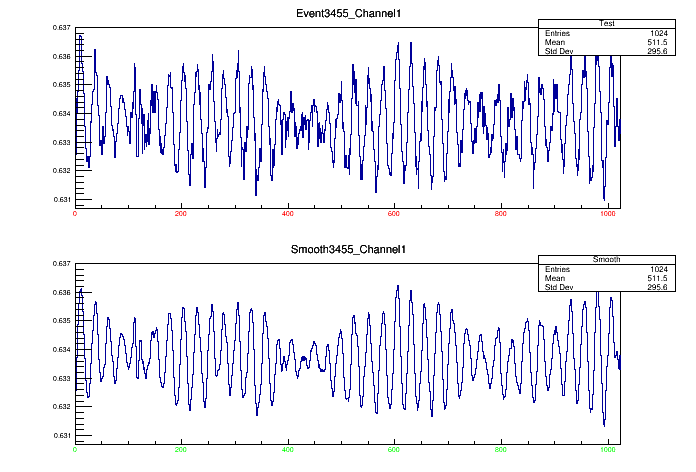 Event3455_Channel1
Test
Entries 1024
Mean 511.5
Std Dev 295.6
0.637
0.636
0.635
0.634
0.633
0.632
0.631
0 200 400 600 800 1000
Smooth3455_Channel1
Smooth
Entries 1024
Mean 511.5
Std Dev 295.6
0.637
0.636
0.635
0.634
0.633
0.632
0.631
0 200 400 600 800 1000